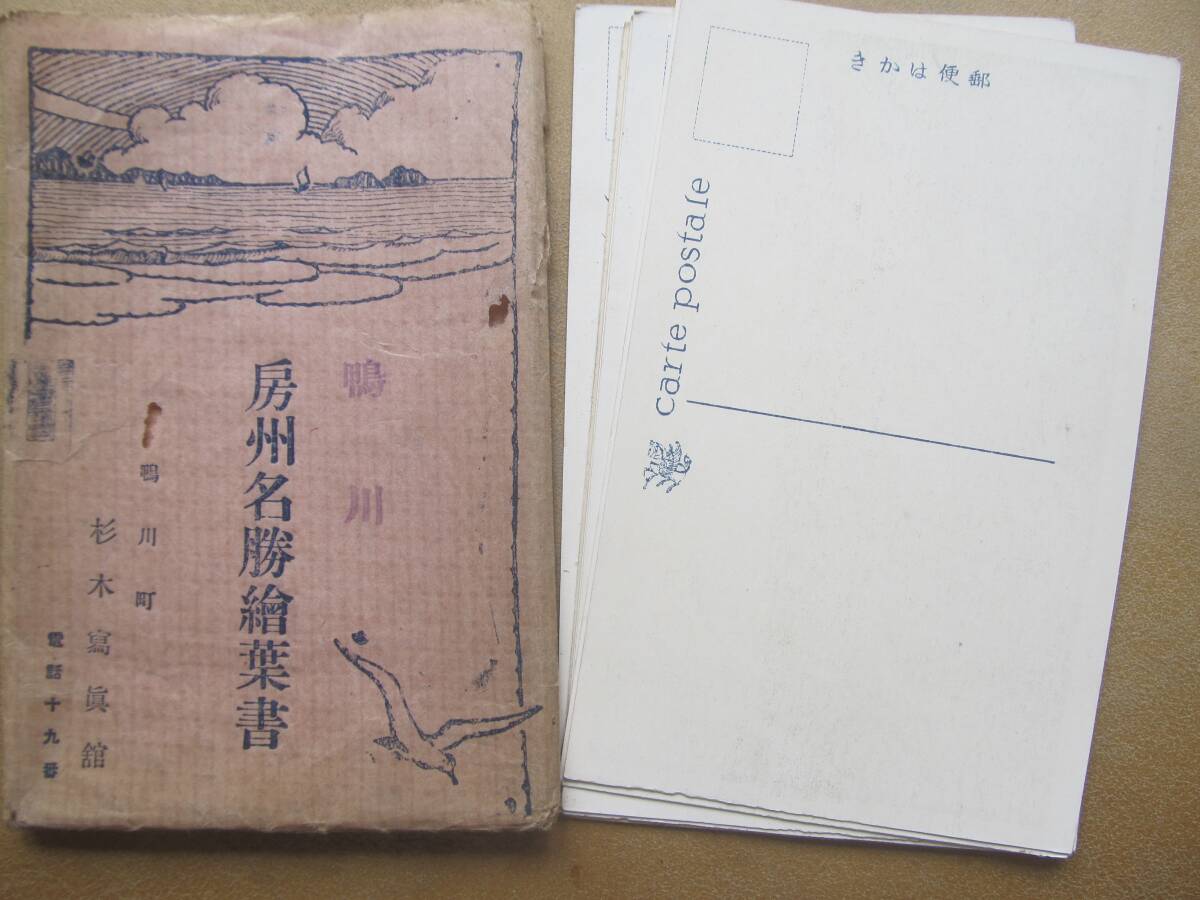 鴨川
房州名勝繪葉書
鴨川町
杉木寫眞舘
電話十九番
きかは便郵
carte postale